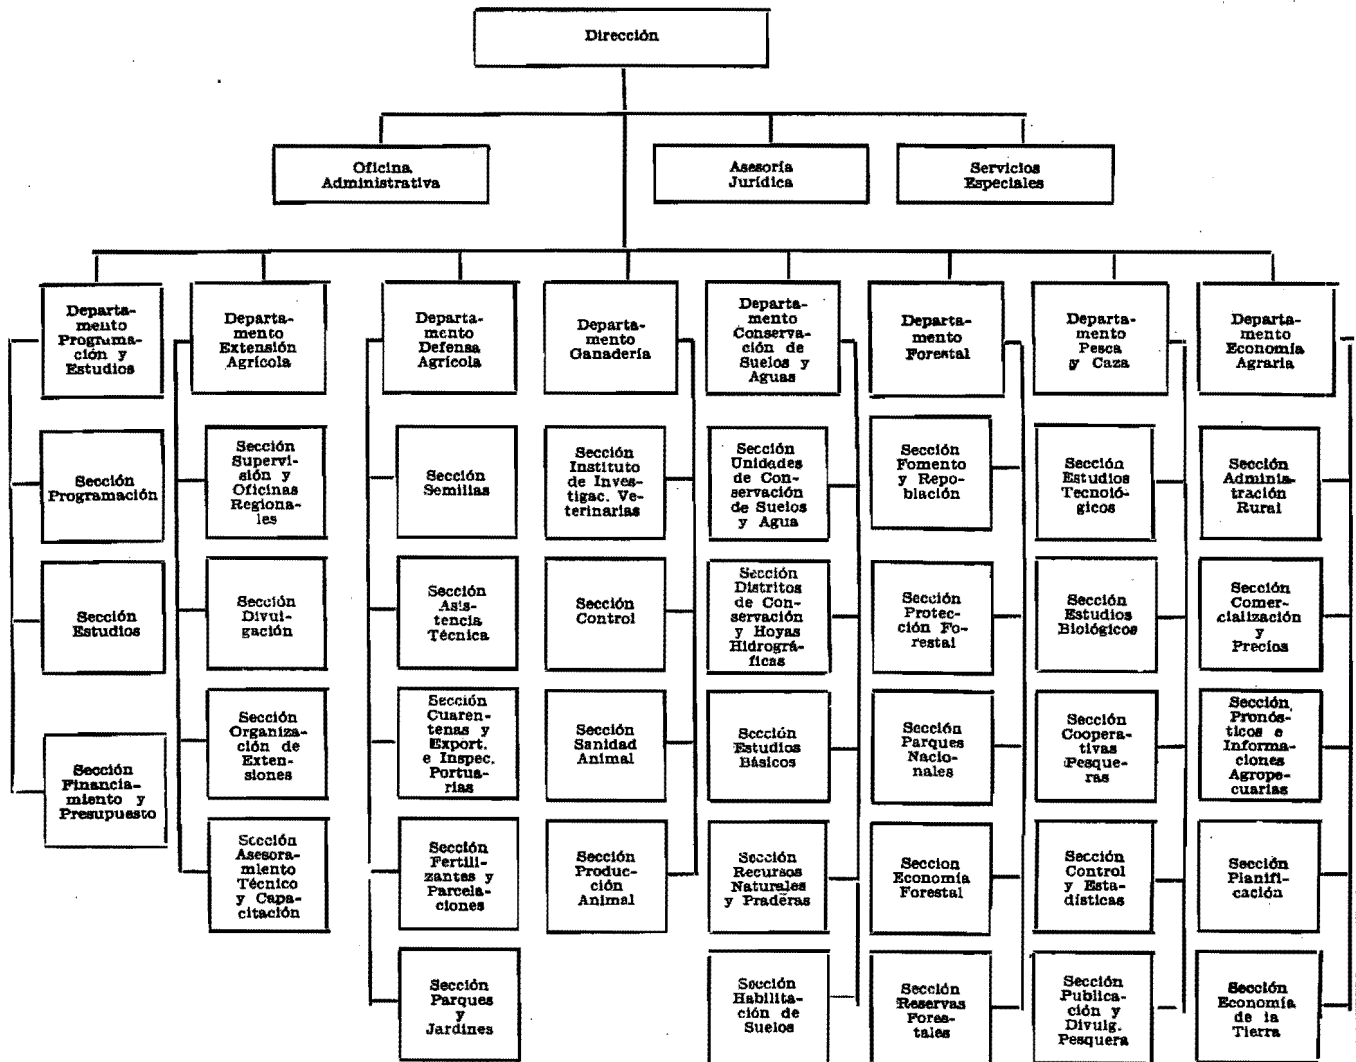 Dirección
Oficina
Administrativa
Asesoría
Jurídica
Servicios
Especiales
Departa-
mento
Programa-
ción y
Estudios
Departa-
mento
Extensión
Agrícola
Departa-
mento
Defensa
Agrícola
Departa-
mento
Ganadería
Departa-
mento
Conserva-
ción de
Suelos y
Aguas
Departa-
mento
Forestal
Departa-
mento
Pesca
y Caza
Departa-
mento
Economía
Agraria
Sección
Programación
Sección
Supervi-
sión y
Oficinas
Regiona-
les
Sección
Semillas
Sección
Instituto
de Inves-
tigac. Ve-
terinarias
Sección
Unidades
de Con-
servación
de Suelos
y Agua
Sección
Fomento
y Repo-
blación
Sección
Estudios
Tecnoló-
gicos
Sección
Adminis-
tración
Rural
Sección
Estudios
Sección
Divul-
gación
Sección
Asis-
tencia
Técnica
Sección
Control
Sección
Distritos
de Con-
servación
y Hoyas
Hidrográ-
ficas
Sección
Protec-
ción Fo-
restal
Sección
Estudios
Biológicos
Sección
Comer-
cialización
y
Precios
Sección
Financia-
miento y
Presupuesto
Sección
Organiza-
ción de
Exten-
siones
Sección
Cuaren-
tenas y
Export.
e Inspec.
Portua-
rias
Sección
Sanidad
Animal
Sección
Estudios
Básicos
Sección
Parques
Nacio-
nales
Sección
Coopera-
tivas
Pesque-
ras
Sección
Pronós-
ticos e
Informa-
ciones
Agrope-
cuarias
Sección
Asesora-
miento
Técnico
y Capa-
citación
Sección
Fertili-
zantes y
Parcela-
ciones
Sección
Produc-
ción
Animal
Sección
Recursos
Naturales
y Praderas
Seccion
Economía
Forestal
Sección
Control
y Esta-
dísticas
Sección
Planifi-
cación
Sección
Parques
y
Jardines
Sección
Habilita-
ción de
Suelos
Sección
Reservas
Fores-
tales
Sección
Publica-
ción y
Divulg.
Pesquera
Sección
Economía
de la
Tierra